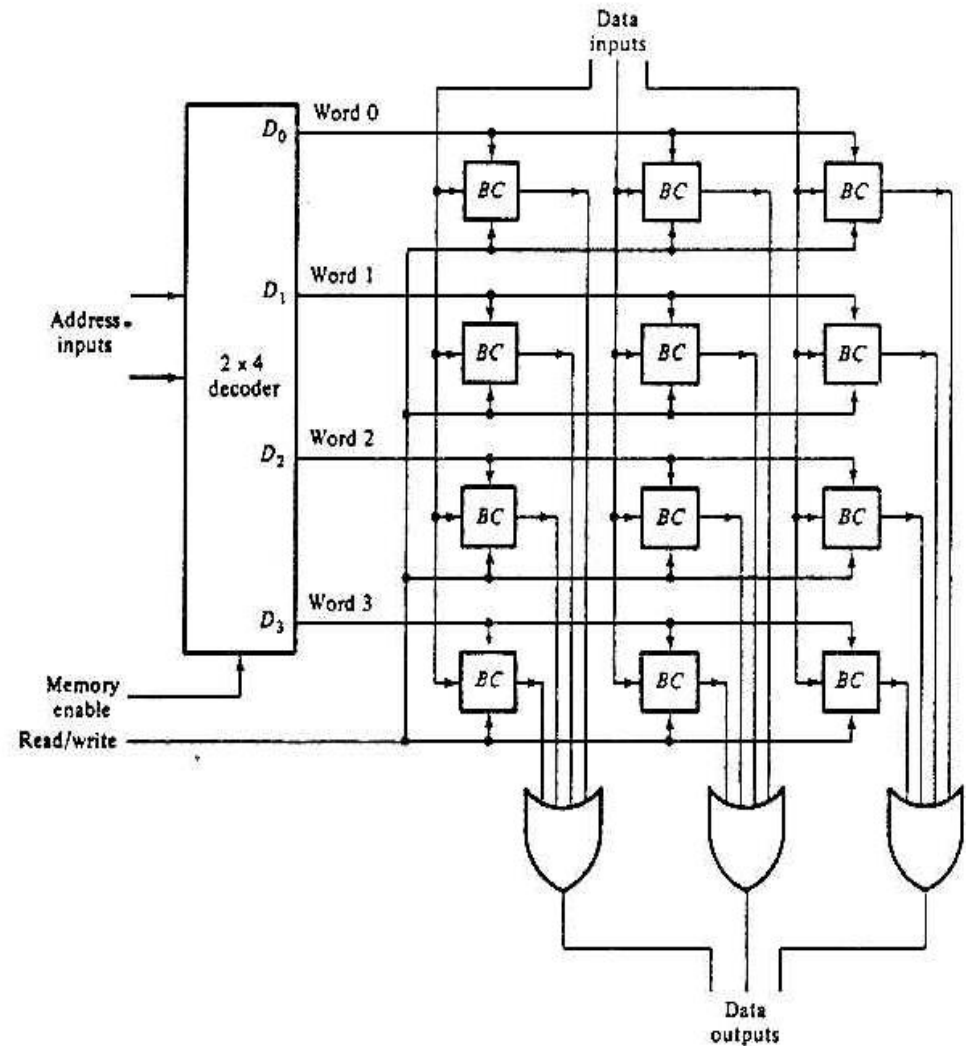 Data
inputs
Word 0
D0
BC
BC
BC
Word 1
D1
BC
BC
BC
Address
inputs
2 x 4
decoder
Word 2
D2
BC
BC
BC
Word 3
D3
BC
BC
BC
Memory
enable
Read/write
Data
outputs